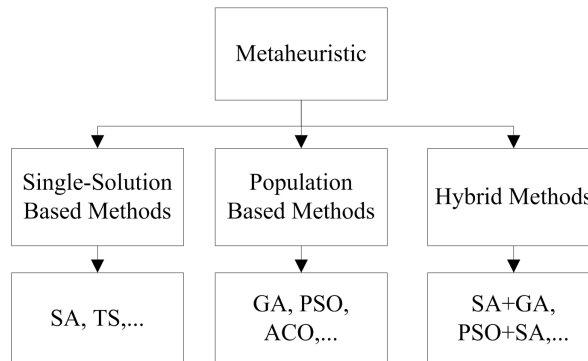 Metaheuristic
Single-Solution
Based Methods
Population
Based Methods
Hybrid Methods
SA, TS,...
GA, PSO,
ACO,...
SA+GA,
PSO+SA,...